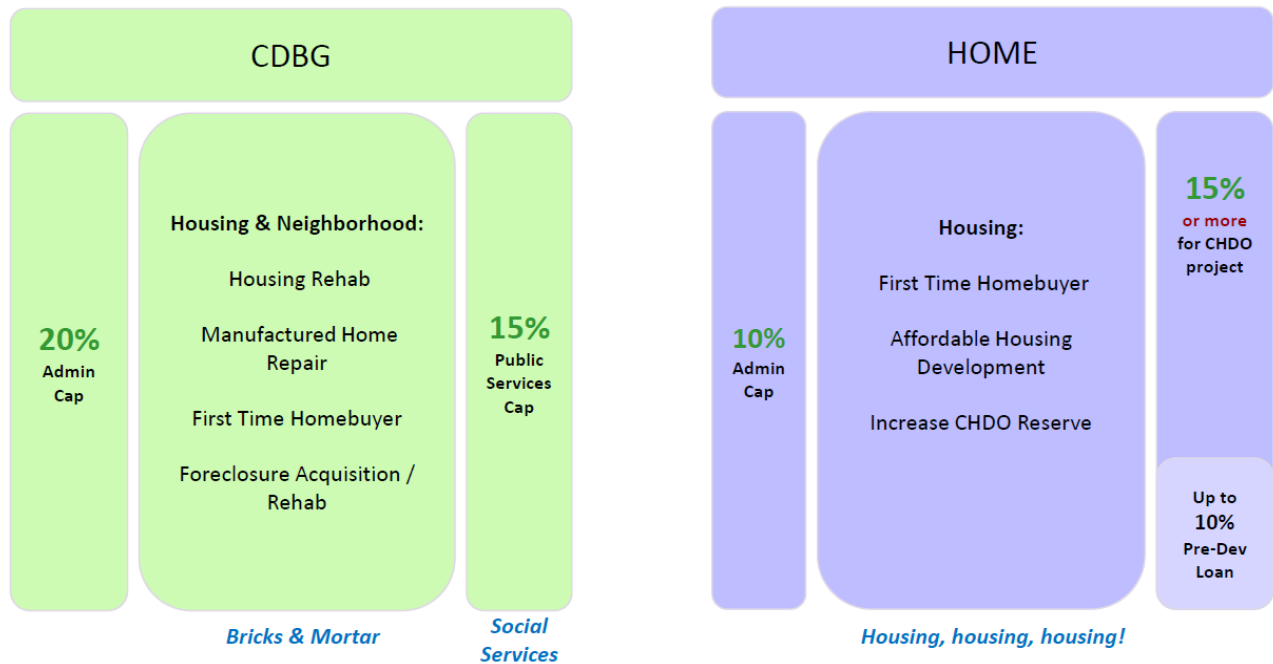 CDBG
20%
Admin
Cap
Housing & Neighborhood:
Housing Rehab
Manufactured Home
Repair
First Time Homebuyer
Foreclosure Acquisition /
Rehab
15%
Public
Services
Cap
Bricks & Mortar
Social
Services
HOME
10%
Admin
Cap
Housing:
First Time Homebuyer
Affordable Housing
Development
Increase CHDO Reserve
15%
or more
for CHDO
project
Up to
10%
Pre-Dev
Loan
Housing, housing, housing!